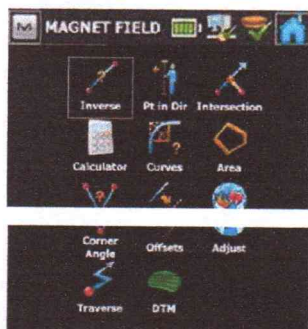 MAGNET FIELD
Inverse Pt in Dir Intersection
Calculator Curves Area
Corner Angle Offsets Adjust
Traverse DTM